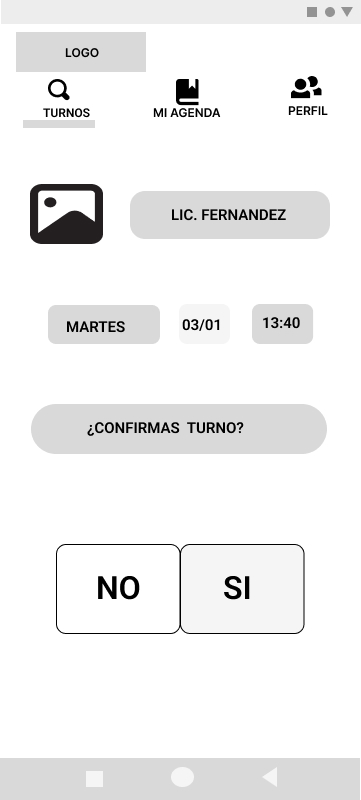 LOGO
TURNOS
MI AGENDA
PERFIL
LIC. FERNANDEZ
MARTES
03/01
13:40
¿CONFIRMAS TURNO?
NO
SI